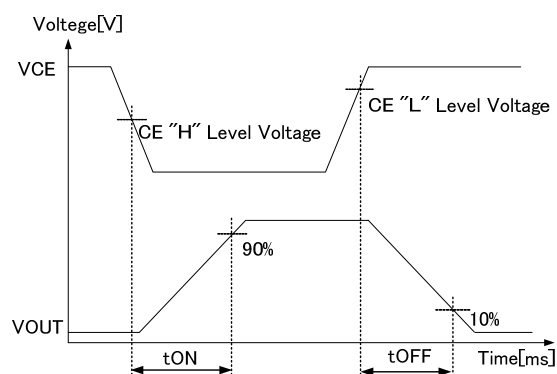 Voltege[V]
VCE
CE "H" Level Voltage
CE "L" Level Voltage
90%
10%
VOUT
tON
tOFF
Time[ms]